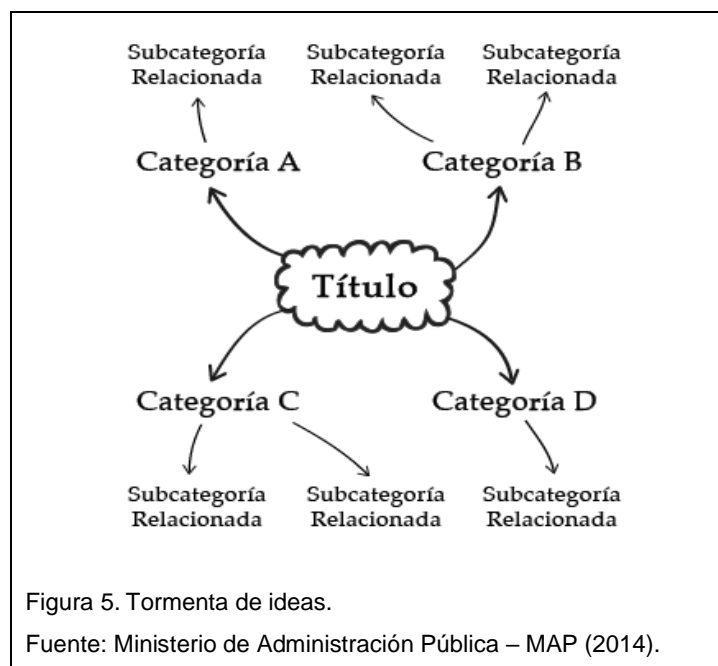 Subcategoría Subcategoría Subcategoría
Relacionada Relacionada Relacionada
Categoría A Categoría B
Título
Categoría C Categoría D
Subcategoría Subcategoría Subcategoría
Relacionada Relacionada Relacionada
Figura 5. Tormenta de ideas.
Fuente: Ministerio de Administración Pública – MAP (2014).